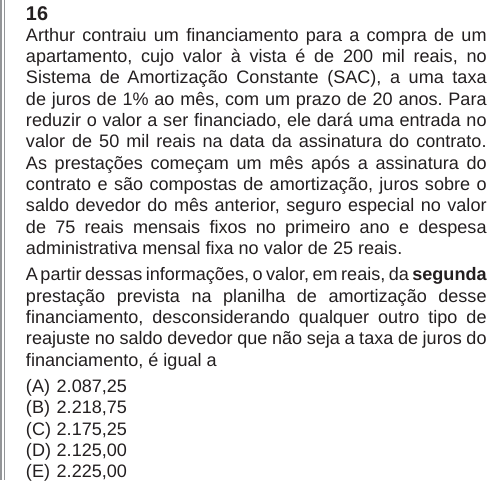 16
Arthur contraiu um financiamento para a compra de um
apartamento, cujo valor à vista é de 200 mil reais, no
Sistema de Amortização Constante (SAC), a uma taxa
de juros de 1% ao mês, com um prazo de 20 anos. Para
reduzir o valor a ser financiado, ele dará uma entrada no
valor de 50 mil reais na data da assinatura do contrato.
As prestações começam um mês após a assinatura do
contrato e são compostas de amortização, juros sobre o
saldo devedor do mês anterior, seguro especial no valor
de 75 reais mensais fixos no primeiro ano e despesa
administrativa mensal fixa no valor de 25 reais.
A partir dessas informações, o valor, em reais, da segunda
prestação prevista na planilha de amortização desse
financiamento, desconsiderando qualquer outro tipo de
reajuste no saldo devedor que não seja a taxa de juros do
financiamento, é igual a
(A) 2.087,25
(B) 2.218,75
(C) 2.175,25
(D) 2.125,00
(E) 2.225,00